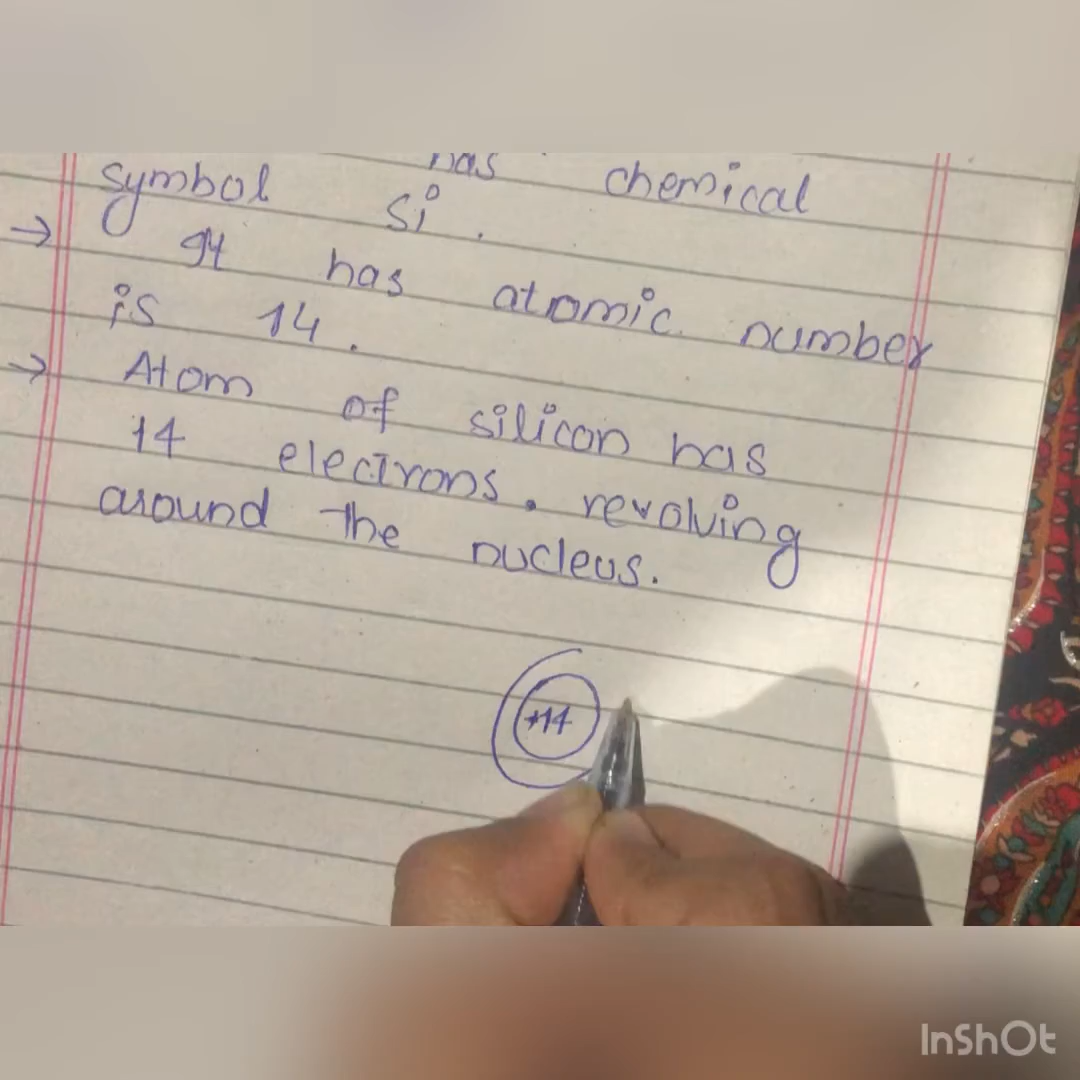 has chemical
symbol Si.
→ It has atomic number
is 14.
→ Atom of silicon has
14 electrons. revolving
around the nucleus.
+14
InShOt